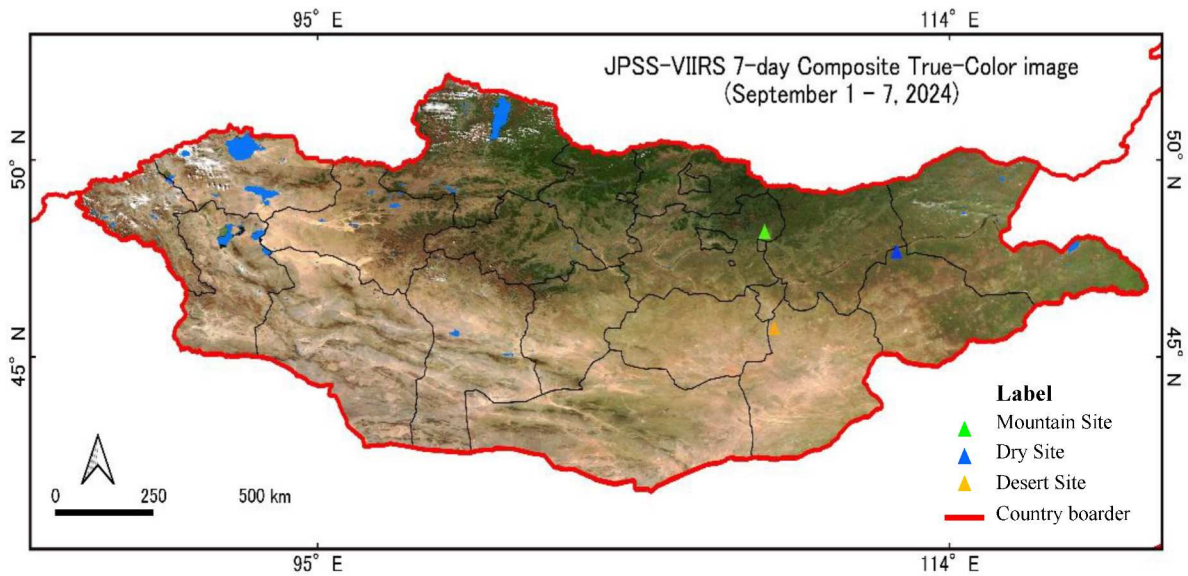 95° E 114° E
JPSS-VIIRS 7-day Composite True-Color image
(September 1 - 7, 2024)
50° N 50° N
45° N 45° N
Label
Mountain Site
Dry Site
Desert Site
Country boarder
0 250 500 km
95° E 114° E